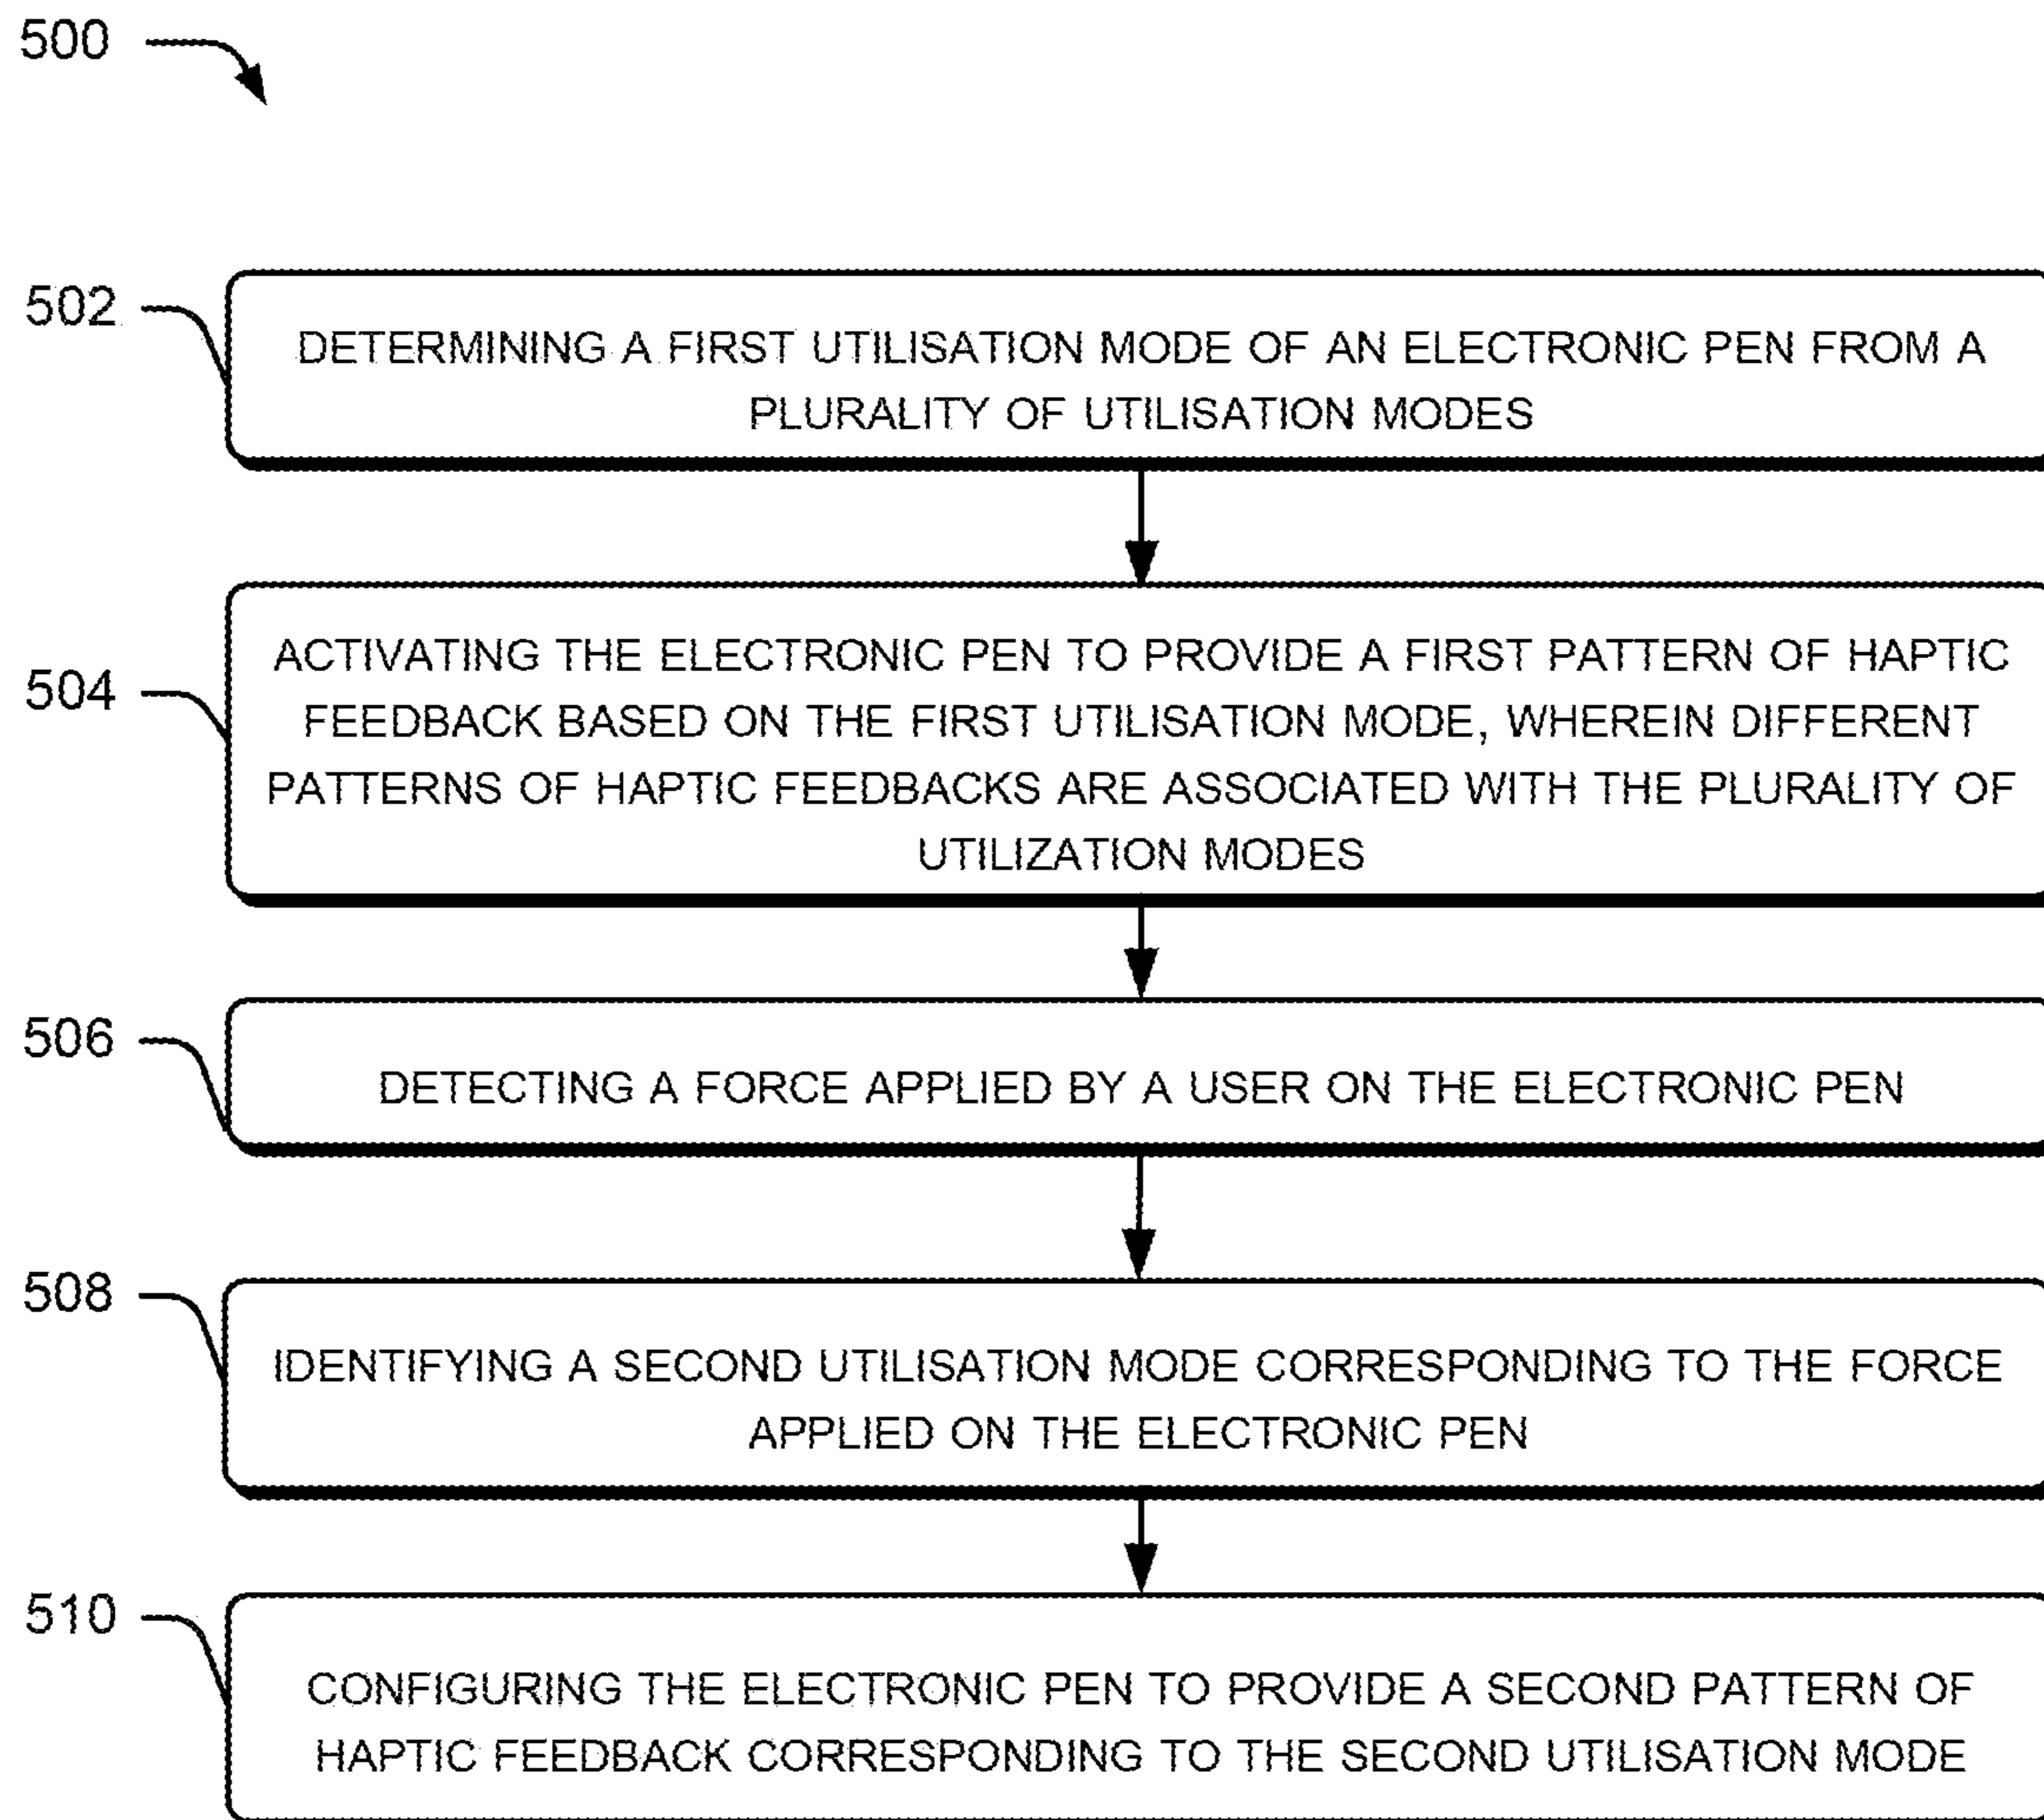 500
502
DETERMINING A FIRST UTILISATION MODE OF AN ELECTRONIC PEN FROM A
PLURALITY OF UTILISATION MODES
504
ACTIVATING THE ELECTRONIC PEN TO PROVIDE A FIRST PATTERN OF HAPTIC
FEEDBACK BASED ON THE FIRST UTILISATION MODE, WHEREIN DIFFERENT
PATTERNS OF HAPTIC FEEDBACKS ARE ASSOCIATED WITH THE PLURALITY OF
UTILIZATION MODES
506
DETECTING A FORCE APPLIED BY A USER ON THE ELECTRONIC PEN
508
IDENTIFYING A SECOND UTILISATION MODE CORRESPONDING TO THE FORCE
APPLIED ON THE ELECTRONIC PEN
510
CONFIGURING THE ELECTRONIC PEN TO PROVIDE A SECOND PATTERN OF
HAPTIC FEEDBACK CORRESPONDING TO THE SECOND UTILISATION MODE